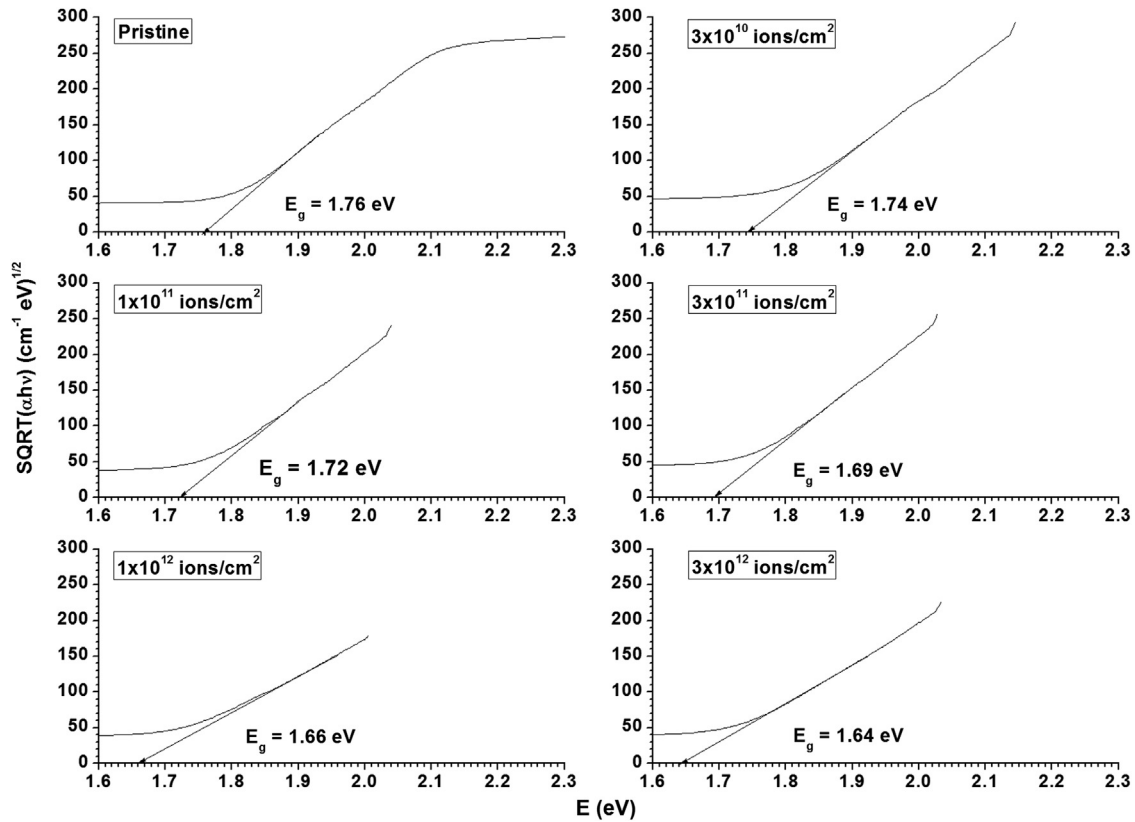 Pristine
300
250
200
150
100
50
0
1.6 1.7 1.8 1.9 2.0 2.1 2.2 2.3
E_g = 1.76 eV
3x10^10 ions/cm^2
300
250
200
150
100
50
0
1.6 1.7 1.8 1.9 2.0 2.1 2.2 2.3
E_g = 1.74 eV
1x10^11 ions/cm^2
300
250
200
150
100
50
0
1.6 1.7 1.8 1.9 2.0 2.1 2.2 2.3
E_g = 1.72 eV
3x10^11 ions/cm^2
300
250
200
150
100
50
0
1.6 1.7 1.8 1.9 2.0 2.1 2.2 2.3
E_g = 1.69 eV
1x10^12 ions/cm^2
300
250
200
150
100
50
0
1.6 1.7 1.8 1.9 2.0 2.1 2.2 2.3
E_g = 1.66 eV
3x10^12 ions/cm^2
300
250
200
150
100
50
0
1.6 1.7 1.8 1.9 2.0 2.1 2.2 2.3
E_g = 1.64 eV
SQRT(αhν) (cm^-1 eV)^1/2
E (eV)